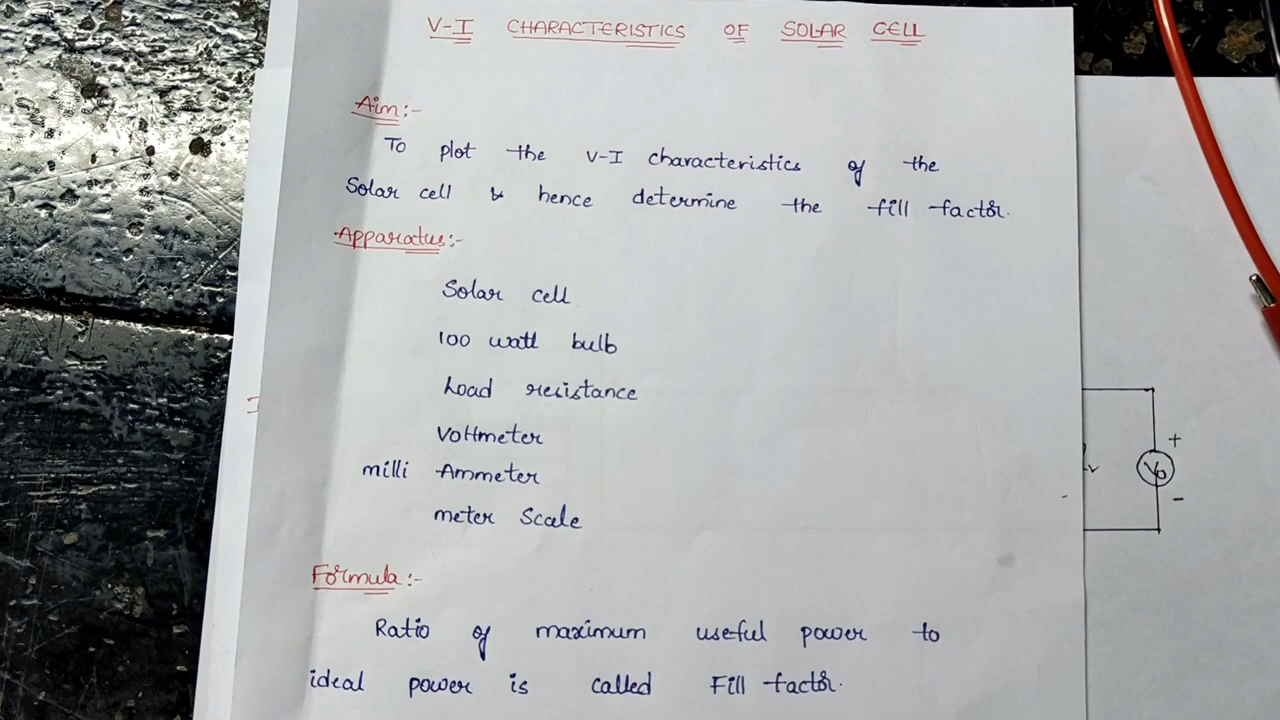 V-I CHARACTERISTICS OF SOLAR CELL
Aim:-
To plot the V-I characteristics of the
Solar cell & hence determine the fill factor.
Apparatus:-
Solar cell
100 watt bulb
Load resistance
Voltmeter
milli Ammeter
meter Scale
Formula:-
Ratio of maximum useful power to
ideal power is called Fill factor.
+
V0
-